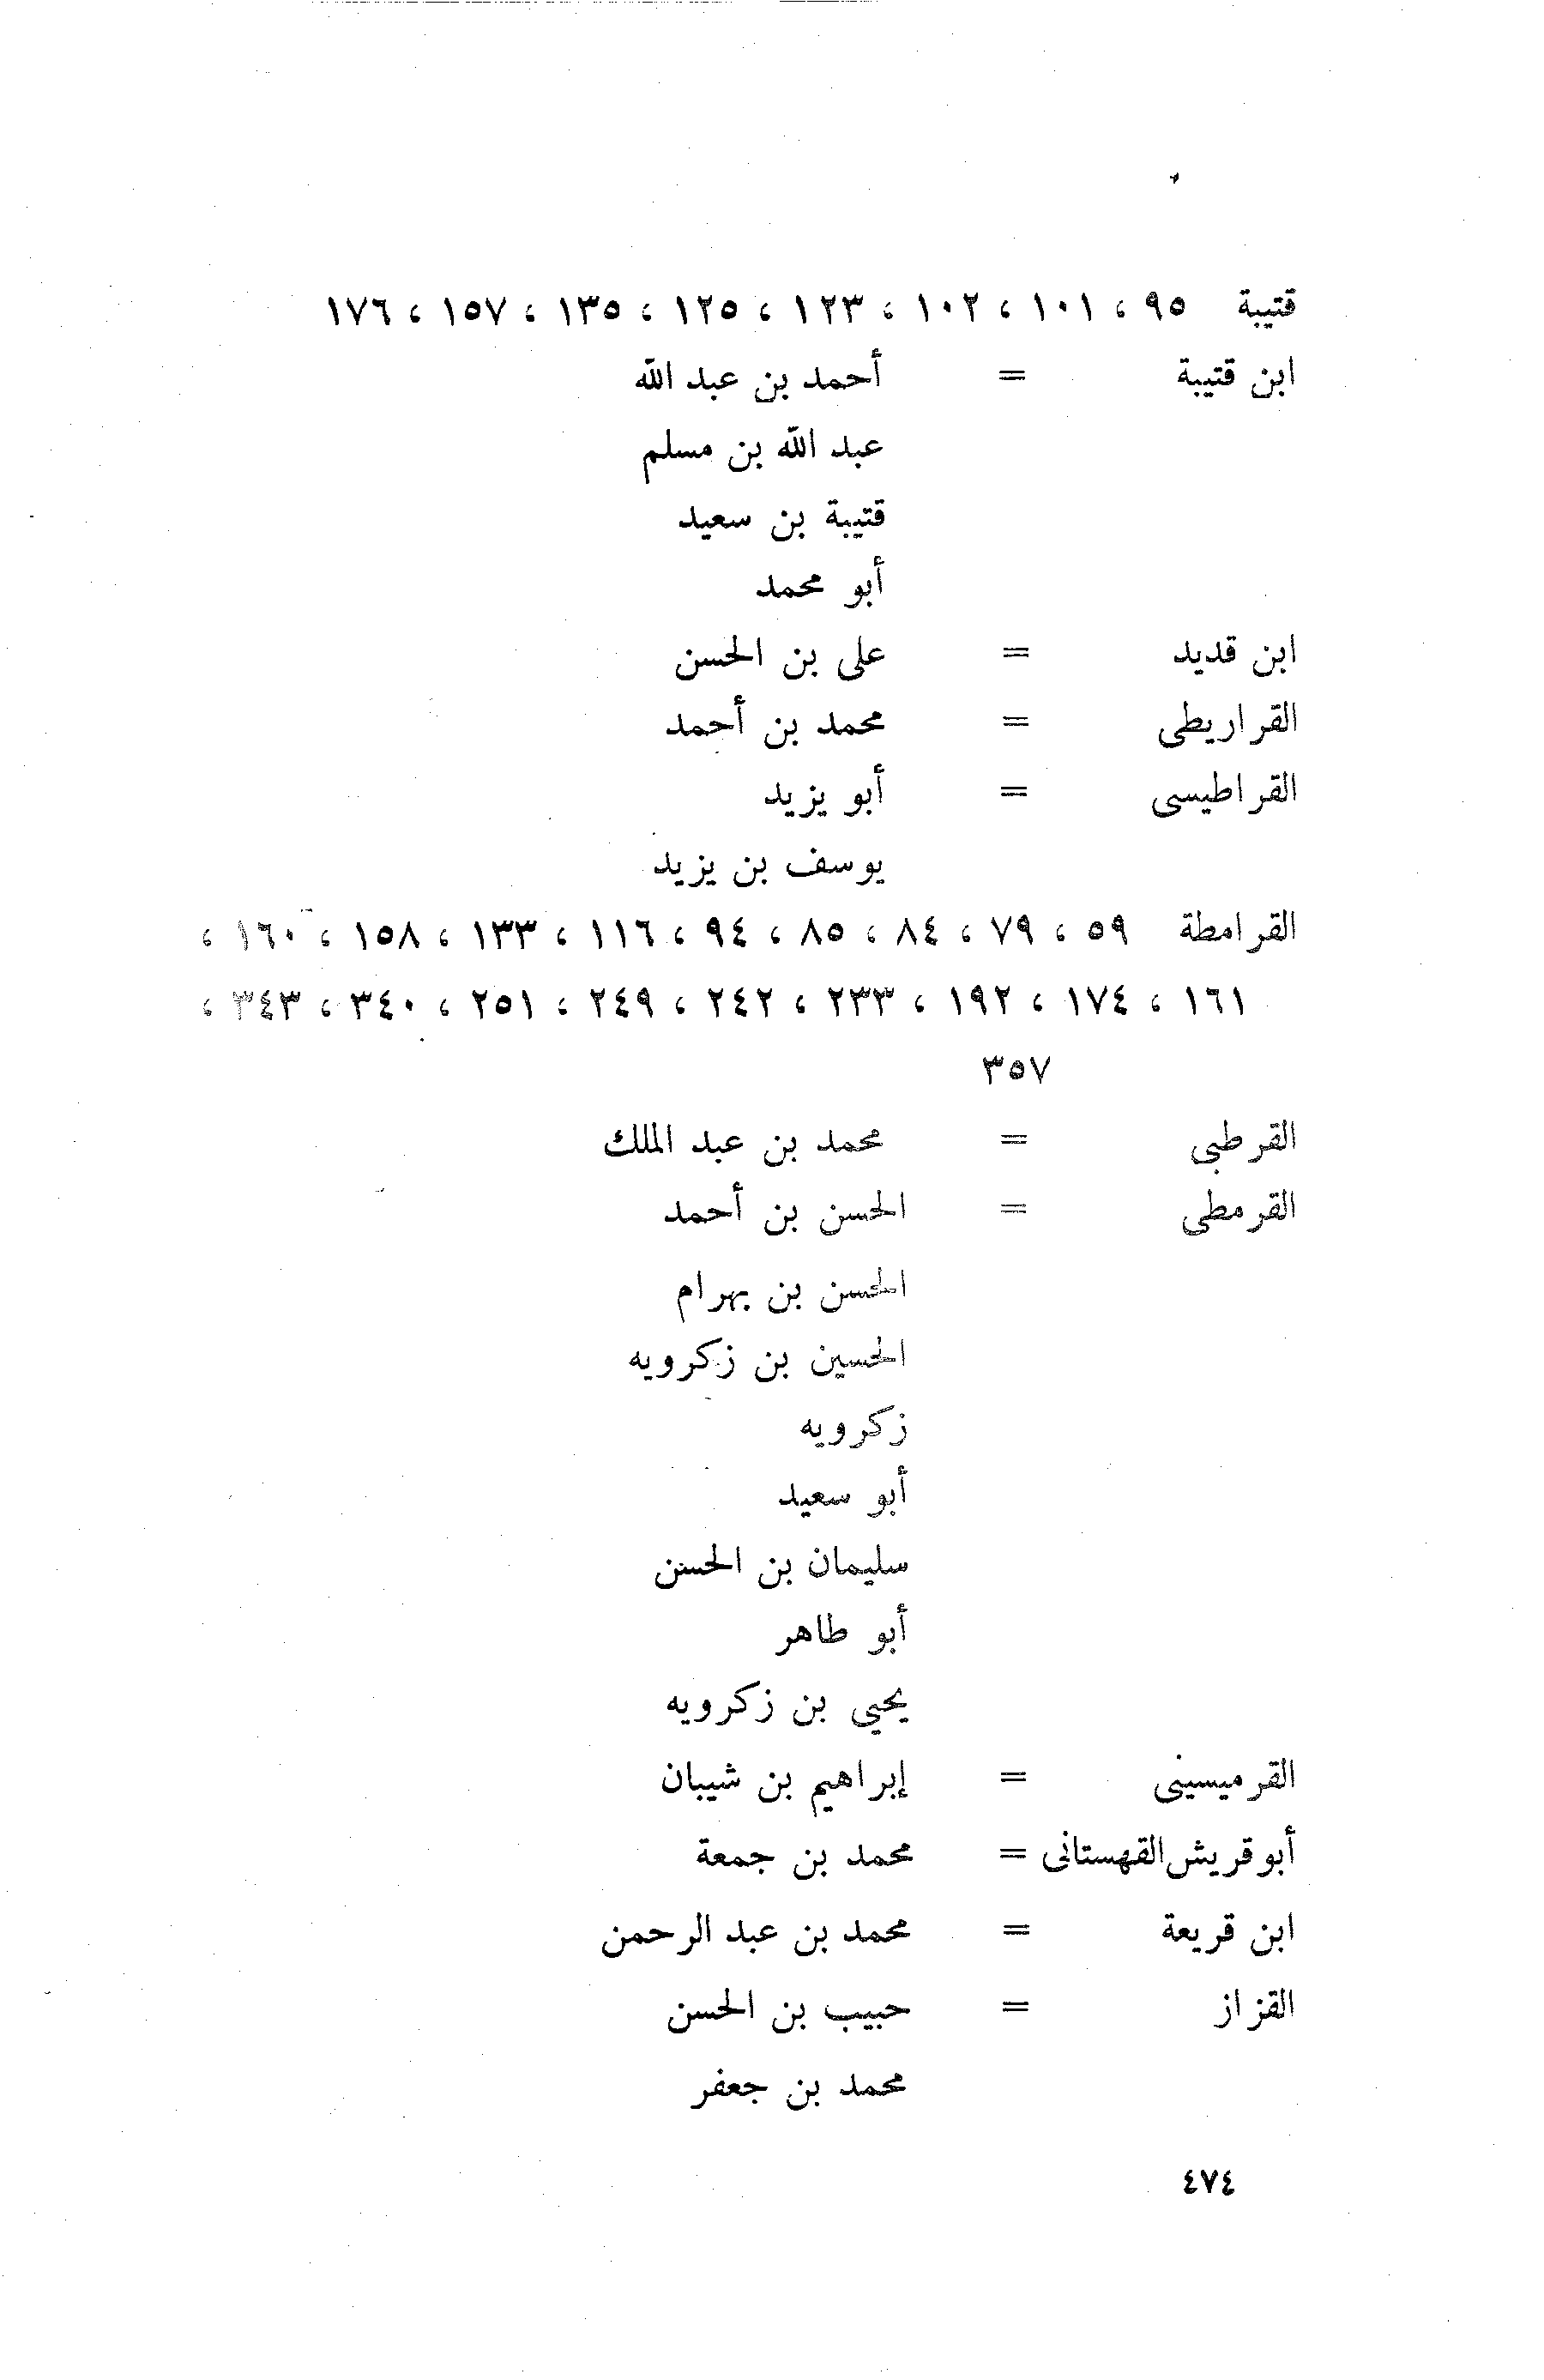 قتيبة ٩٥ ، ١٠١ ، ١٠٢ ، ١٢٣ ، ١٢٥ ، ١٣٥ ، ١٥٧ ، ١٧٦
ابن قتيبة = أحمد بن عبد الله
عبد الله بن مسلم
قتيبة بن سعيد
أبو محمد
ابن قديد = على بن الحسن
القراريطى = محمد بن أحمد
القراطيسى = أبو يزيد
يوسف بن يزيد
القرامطة ٥٩ ، ٧٩ ، ٨٤ ، ٨٥ ، ٩٤ ، ١١٦ ، ١٣٣ ، ١٥٨ ، ١٦٠ ،
١٦١ ، ١٧٤ ، ١٩٢ ، ٢٣٣ ، ٢٤٢ ، ٢٤٩ ، ٢٥١ ، ٣٤٠ ، ٣٤٣ ،
٣٥٧
القرطبى = محمد بن عبد الملك
القرمطى = الحسن بن أحمد
الحسن بن بهرام
الحسين بن زكرويه
زكرويه
أبو سعيد
سليمان بن الحسن
أبو طاهر
يحيى بن زكرويه
القرميسينى = إبراهيم بن شيبان
أبو قريش القهستانى = محمد بن جمعة
ابن قريعة = محمد بن عبد الرحمن
القزاز = حبيب بن الحسن
محمد بن جعفر
٤٧٤